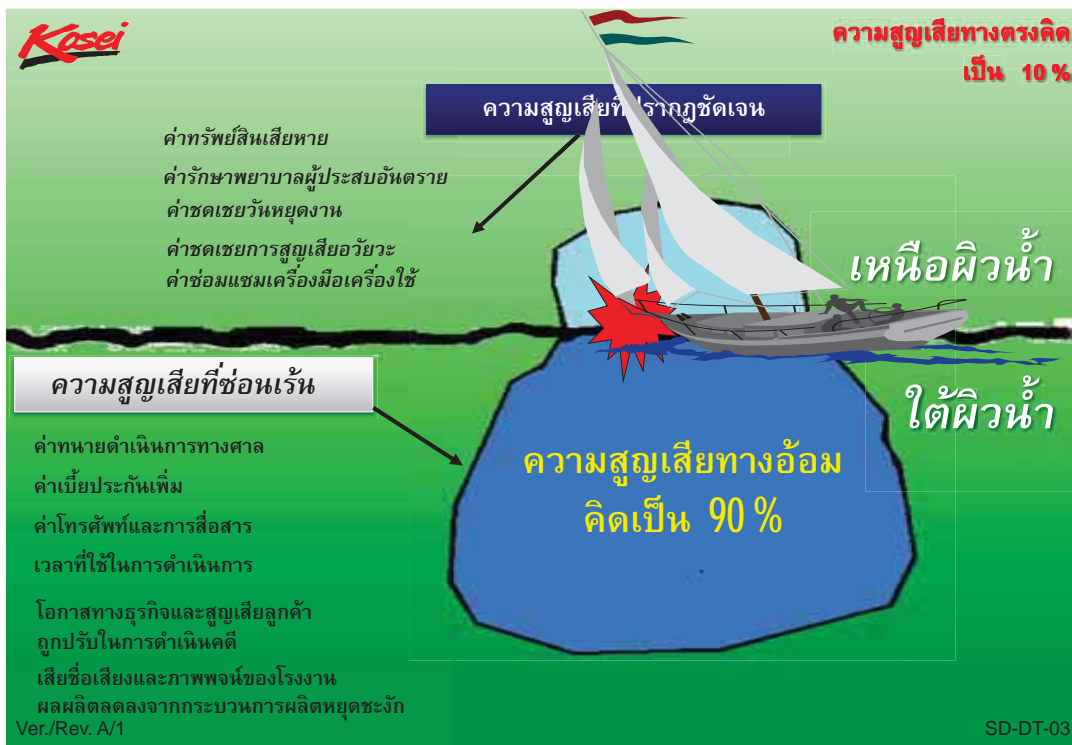 Kosei
ความสูญเสียทางตรงคิด
เป็น 10 %
ความสูญเสียที่ปรากฏชัดเจน
ค่าทรัพย์สินเสียหาย
ค่ารักษาพยาบาลผู้ประสบอันตราย
ค่าชดเชยวันหยุดงาน
ค่าชดเชยการสูญเสียอวัยวะ
ค่าซ่อมแซมเครื่องมือเครื่องใช้
เหนือผิวน้ำ
ความสูญเสียที่ซ่อนเร้น
ใต้ผิวน้ำ
ค่าทนายดำเนินการทางศาล
ค่าเบี้ยประกันเพิ่ม
ค่าโทรศัพท์และการสื่อสาร
เวลาที่ใช้ในการดำเนินการ
โอกาสทางธุรกิจและสูญเสียลูกค้า
ถูกปรับในการดำเนินคดี
เสียชื่อเสียงและภาพพจน์ของโรงงาน
ผลผลิตลดลงจากกระบวนการผลิตหยุดชะงัก
ความสูญเสียทางอ้อม
คิดเป็น 90 %
Ver./Rev. A/1
SD-DT-03